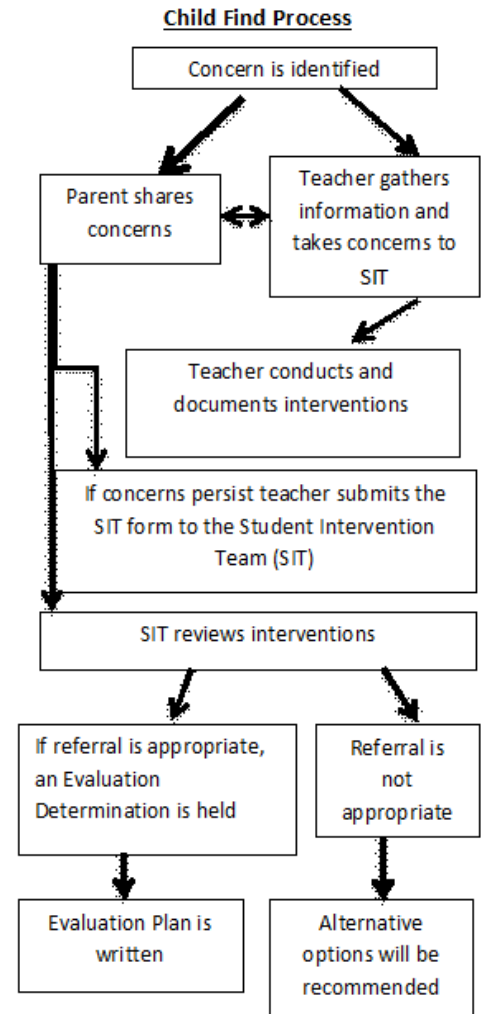 Child Find Process
Concern is identified
Parent shares
concerns
Teacher gathers
information and
takes concerns to
SIT
Teacher conducts and
documents interventions
If concerns persist teacher submits the
SIT form to the Student Intervention
Team (SIT)
SIT reviews interventions
If referral is appropriate,
an Evaluation
Determination is held
Referral is
not
appropriate
Evaluation Plan is
written
Alternative
options will be
recommended